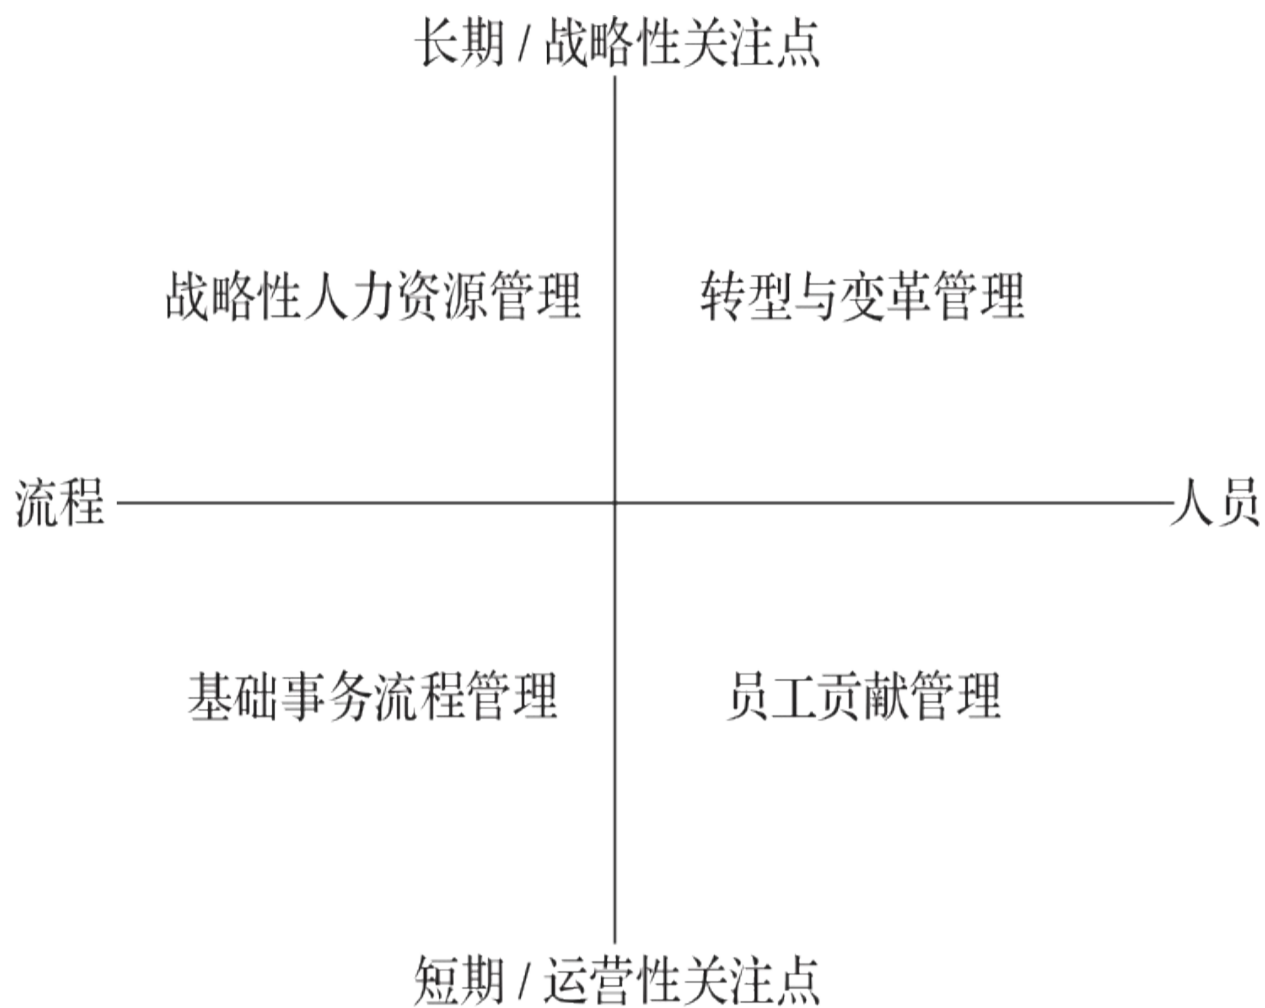 长期 / 战略性关注点
战略性人力资源管理
转型与变革管理
流程
人员
基础事务流程管理
员工贡献管理
短期 / 运营性关注点